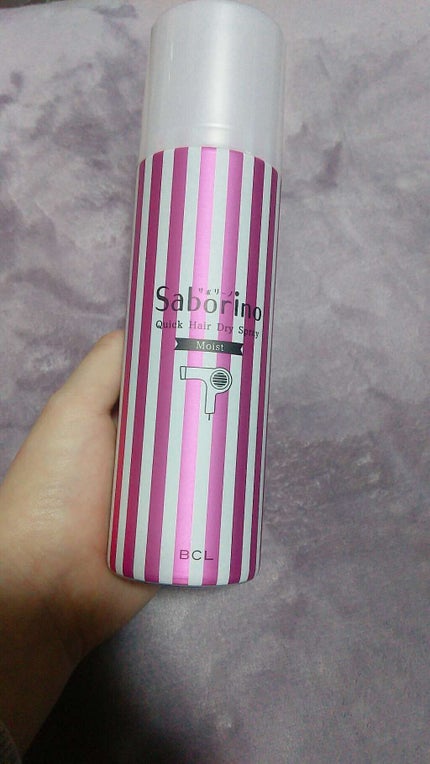 サボリーノ
Saborino
Quick Hair Dry Spray
Moist
BCL